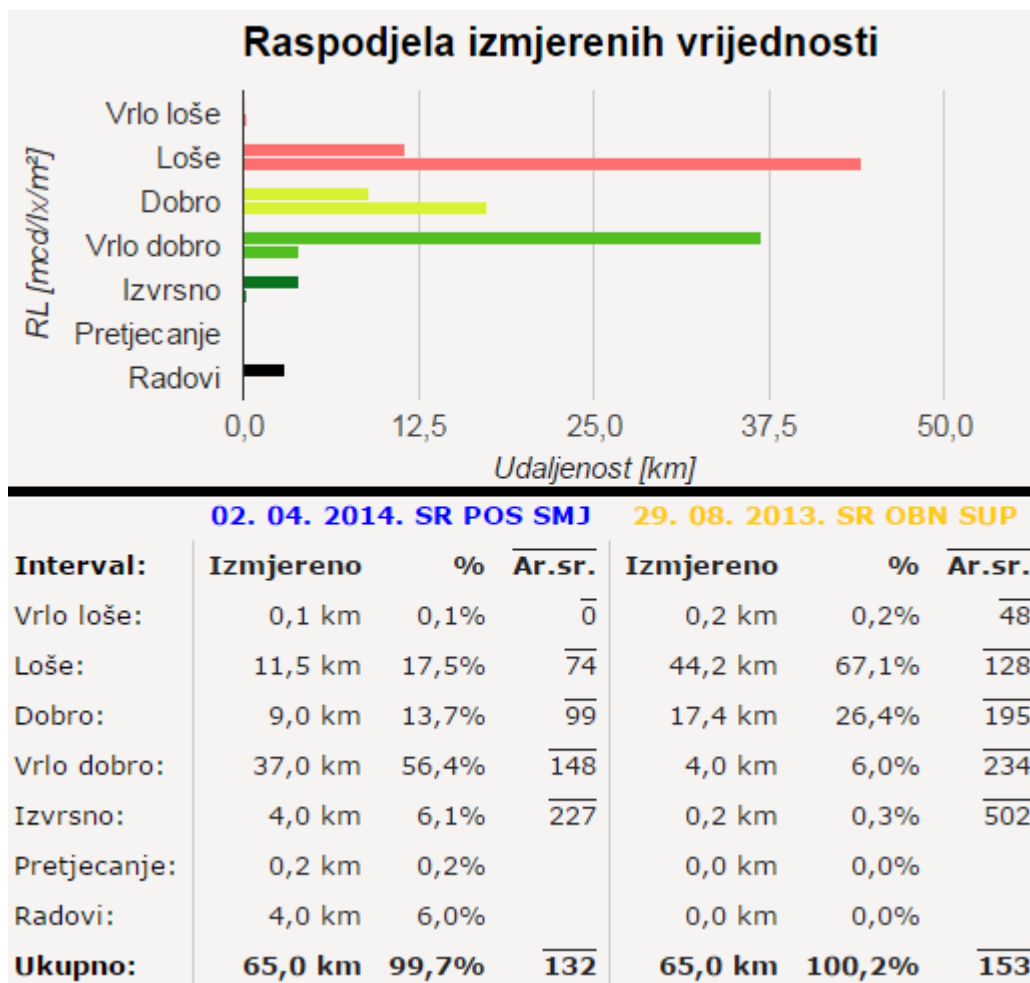 Raspodjela izmjerenih vrijednosti
RL [mcd/lx/m²]
Vrlo loše
Loše
Dobro
Vrlo dobro
Izvrsno
Pretjecanje
Radovi
0,0 12,5 25,0 37,5 50,0
Udaljenost [km]
02. 04. 2014. SR POS SMJ 29. 08. 2013. SR OBN SUP
Interval: Izmjereno % Ar.sr. Izmjereno % Ar.sr.
Vrlo loše: 0,1 km 0,1% 0 0,2 km 0,2% 48
Loše: 11,5 km 17,5% 74 44,2 km 67,1% 128
Dobro: 9,0 km 13,7% 99 17,4 km 26,4% 195
Vrlo dobro: 37,0 km 56,4% 148 4,0 km 6,0% 234
Izvrsno: 4,0 km 6,1% 227 0,2 km 0,3% 502
Pretjecanje: 0,2 km 0,2% 0,0 km 0,0%
Radovi: 4,0 km 6,0% 0,0 km 0,0%
Ukupno: 65,0 km 99,7% 132 65,0 km 100,2% 153